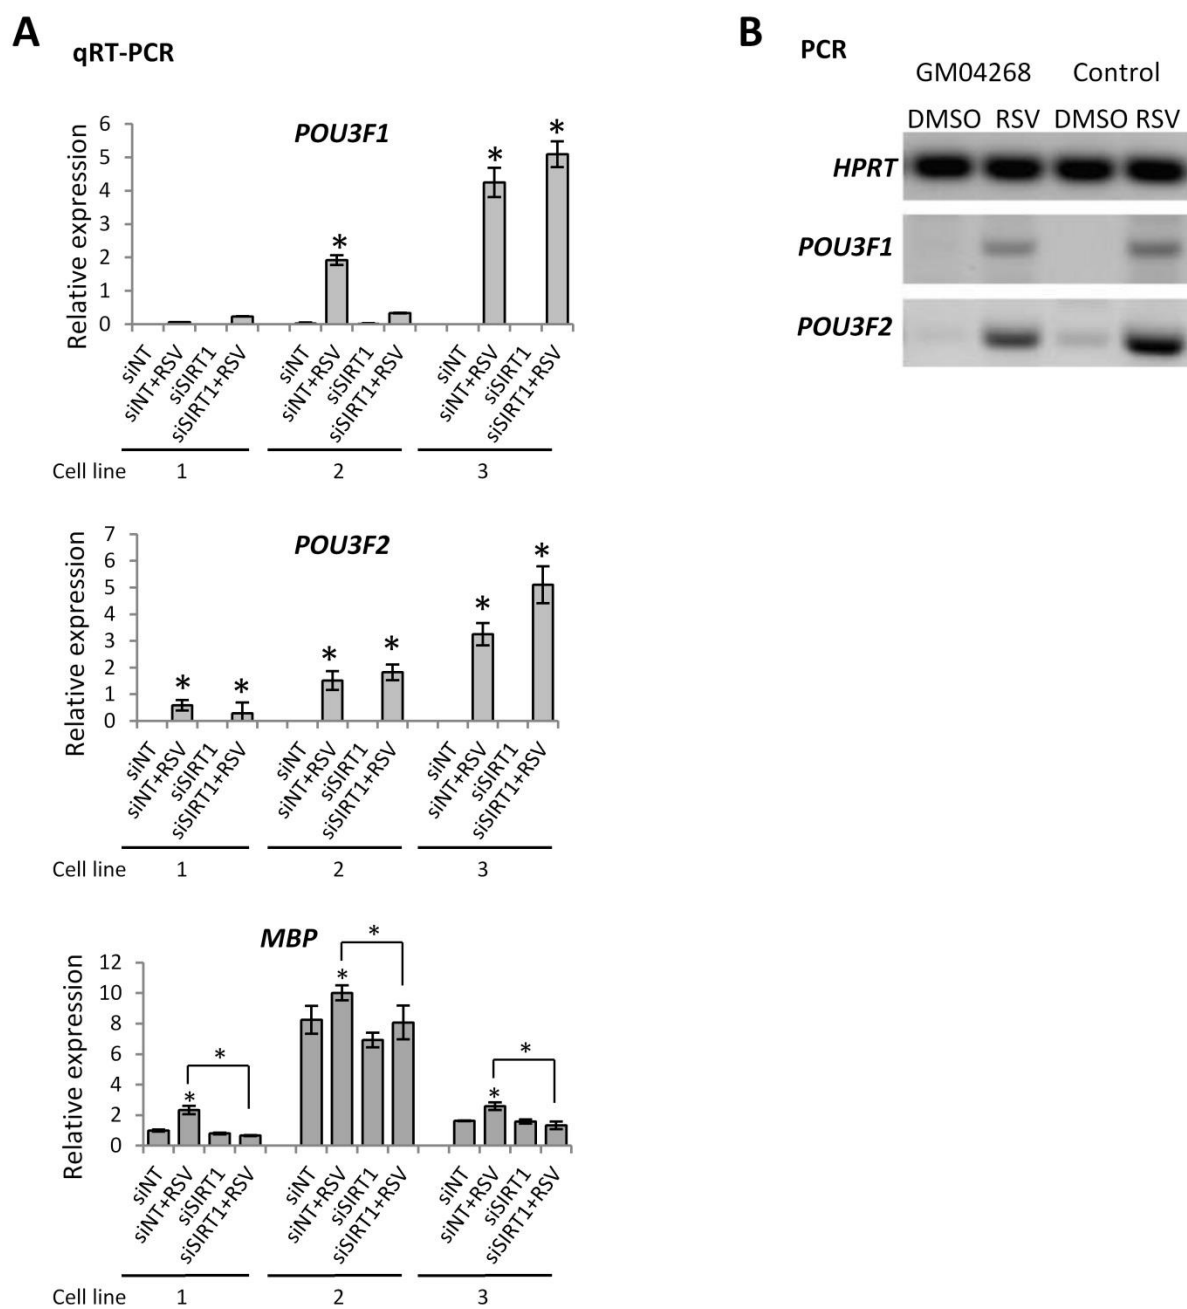 A
qRT-PCR
POU3F1
Relative expression
6
5
4
3
2
1
0
* * *
siNT siNT+RSV siSIRT1 siSIRT1+RSV siNT siNT+RSV siSIRT1 siSIRT1+RSV siNT siNT+RSV siSIRT1 siSIRT1+RSV
Cell line 1 2 3
POU3F2
Relative expression
7
6
5
4
3
2
1
0
* * * * * *
siNT siNT+RSV siSIRT1 siSIRT1+RSV siNT siNT+RSV siSIRT1 siSIRT1+RSV siNT siNT+RSV siSIRT1 siSIRT1+RSV
Cell line 1 2 3
MBP
Relative expression
12
10
8
6
4
2
0
* * * * * *
siNT siNT+RSV siSIRT1 siSIRT1+RSV siNT siNT+RSV siSIRT1 siSIRT1+RSV siNT siNT+RSV siSIRT1 siSIRT1+RSV
Cell line 1 2 3
B
PCR
GM04268 Control
DMSO RSV DMSO RSV
HPRT
POU3F1
POU3F2